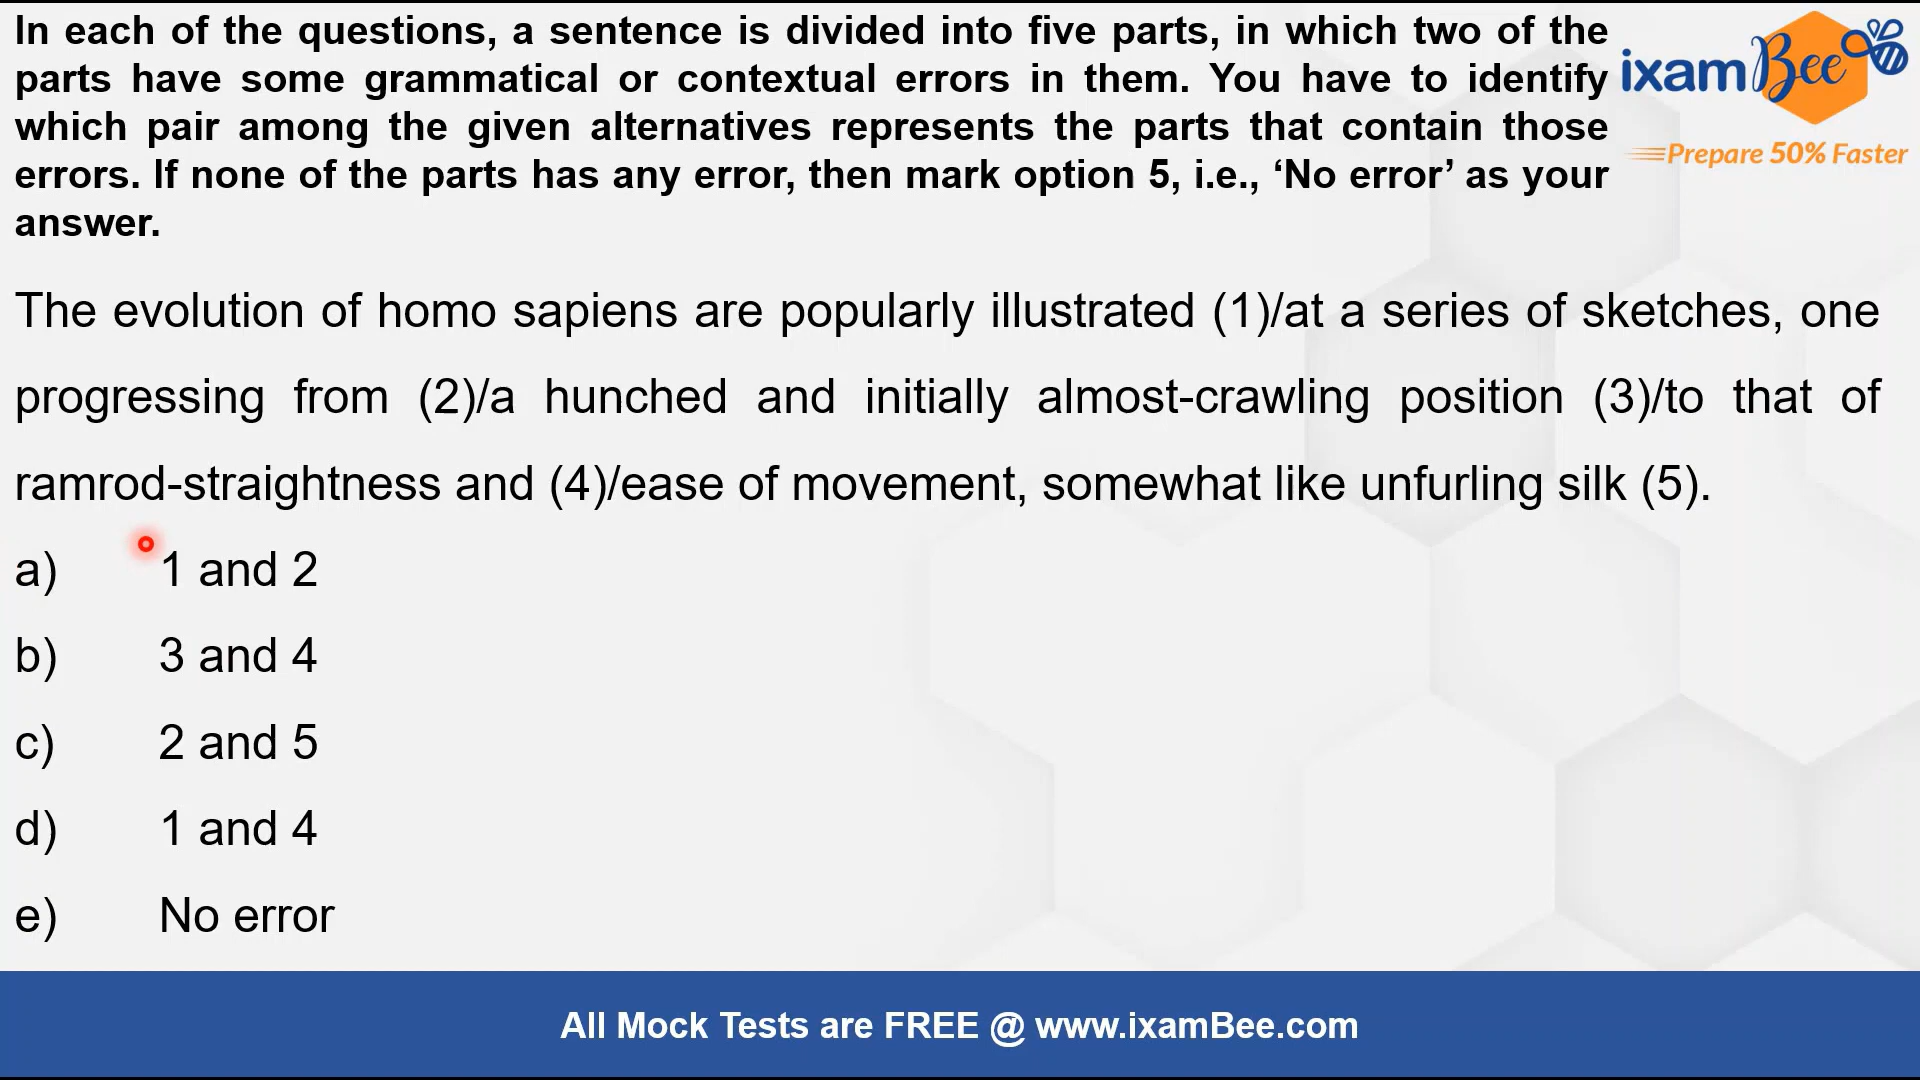 In each of the questions, a sentence is divided into five parts, in which two of the
parts have some grammatical or contextual errors in them. You have to identify
which pair among the given alternatives represents the parts that contain those
errors. If none of the parts has any error, then mark option 5, i.e., ‘No error’ as your
answer.
ixamBee
Prepare 50% Faster
The evolution of homo sapiens are popularly illustrated (1)/at a series of sketches, one
progressing from (2)/a hunched and initially almost-crawling position (3)/to that of
ramrod-straightness and (4)/ease of movement, somewhat like unfurling silk (5).
a) 1 and 2
b) 3 and 4
c) 2 and 5
d) 1 and 4
e) No error
All Mock Tests are FREE @ www.ixamBee.com